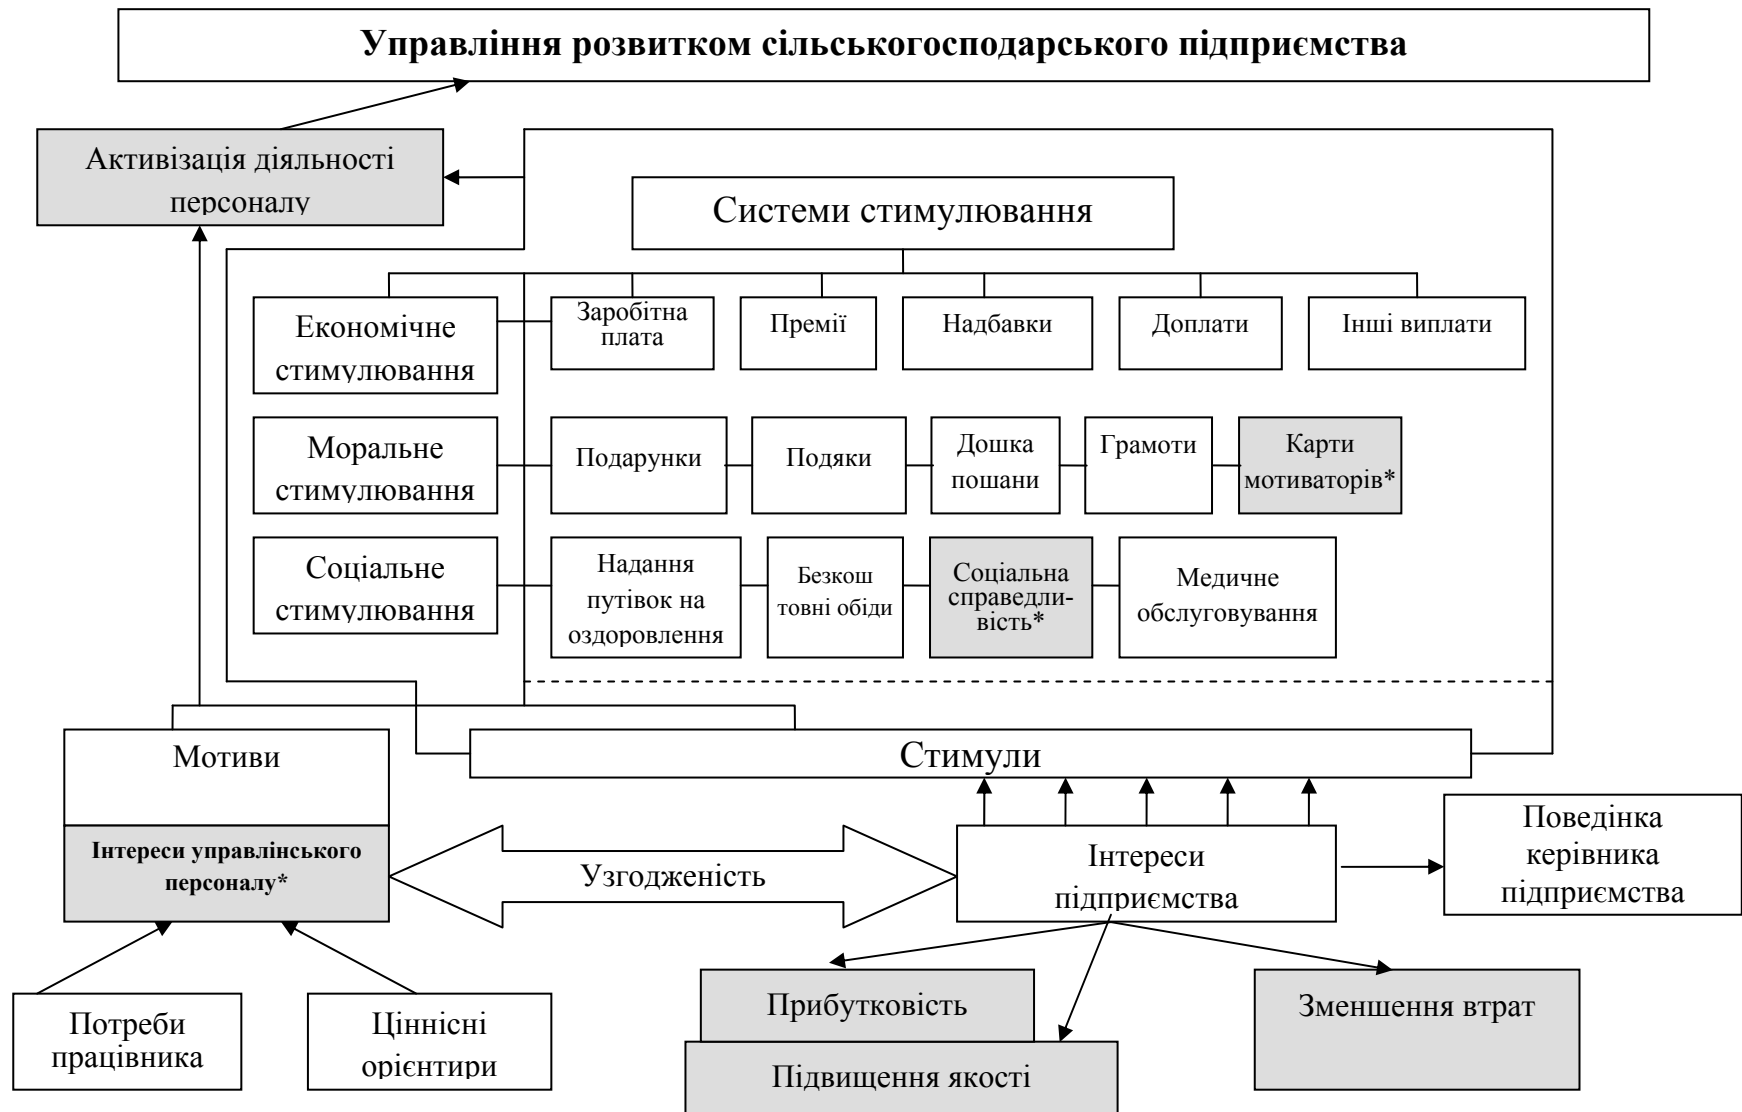 Управління розвитком сільськогосподарського підприємства
Активізація діяльності
персоналу
Системи стимулювання
Економічне
стимулювання
Заробітна
плата
Премії
Надбавки
Доплати
Інші виплати
Моральне
стимулювання
Подарунки
Подяки
Дошка
пошани
Грамоти
Карти
мотиваторів*
Соціальне
стимулювання
Надання
путівок на
оздоровлення
Безкош
товні обіди
Соціальна
справедли-
вість*
Медичне
обслуговування
Мотиви
Стимули
Інтереси управлінського
персоналу*
Узгодженість
Інтереси
підприємства
Поведінка
керівника
підприємства
Потреби
працівника
Ціннісні
орієнтири
Прибутковість
Підвищення якості
Зменшення втрат